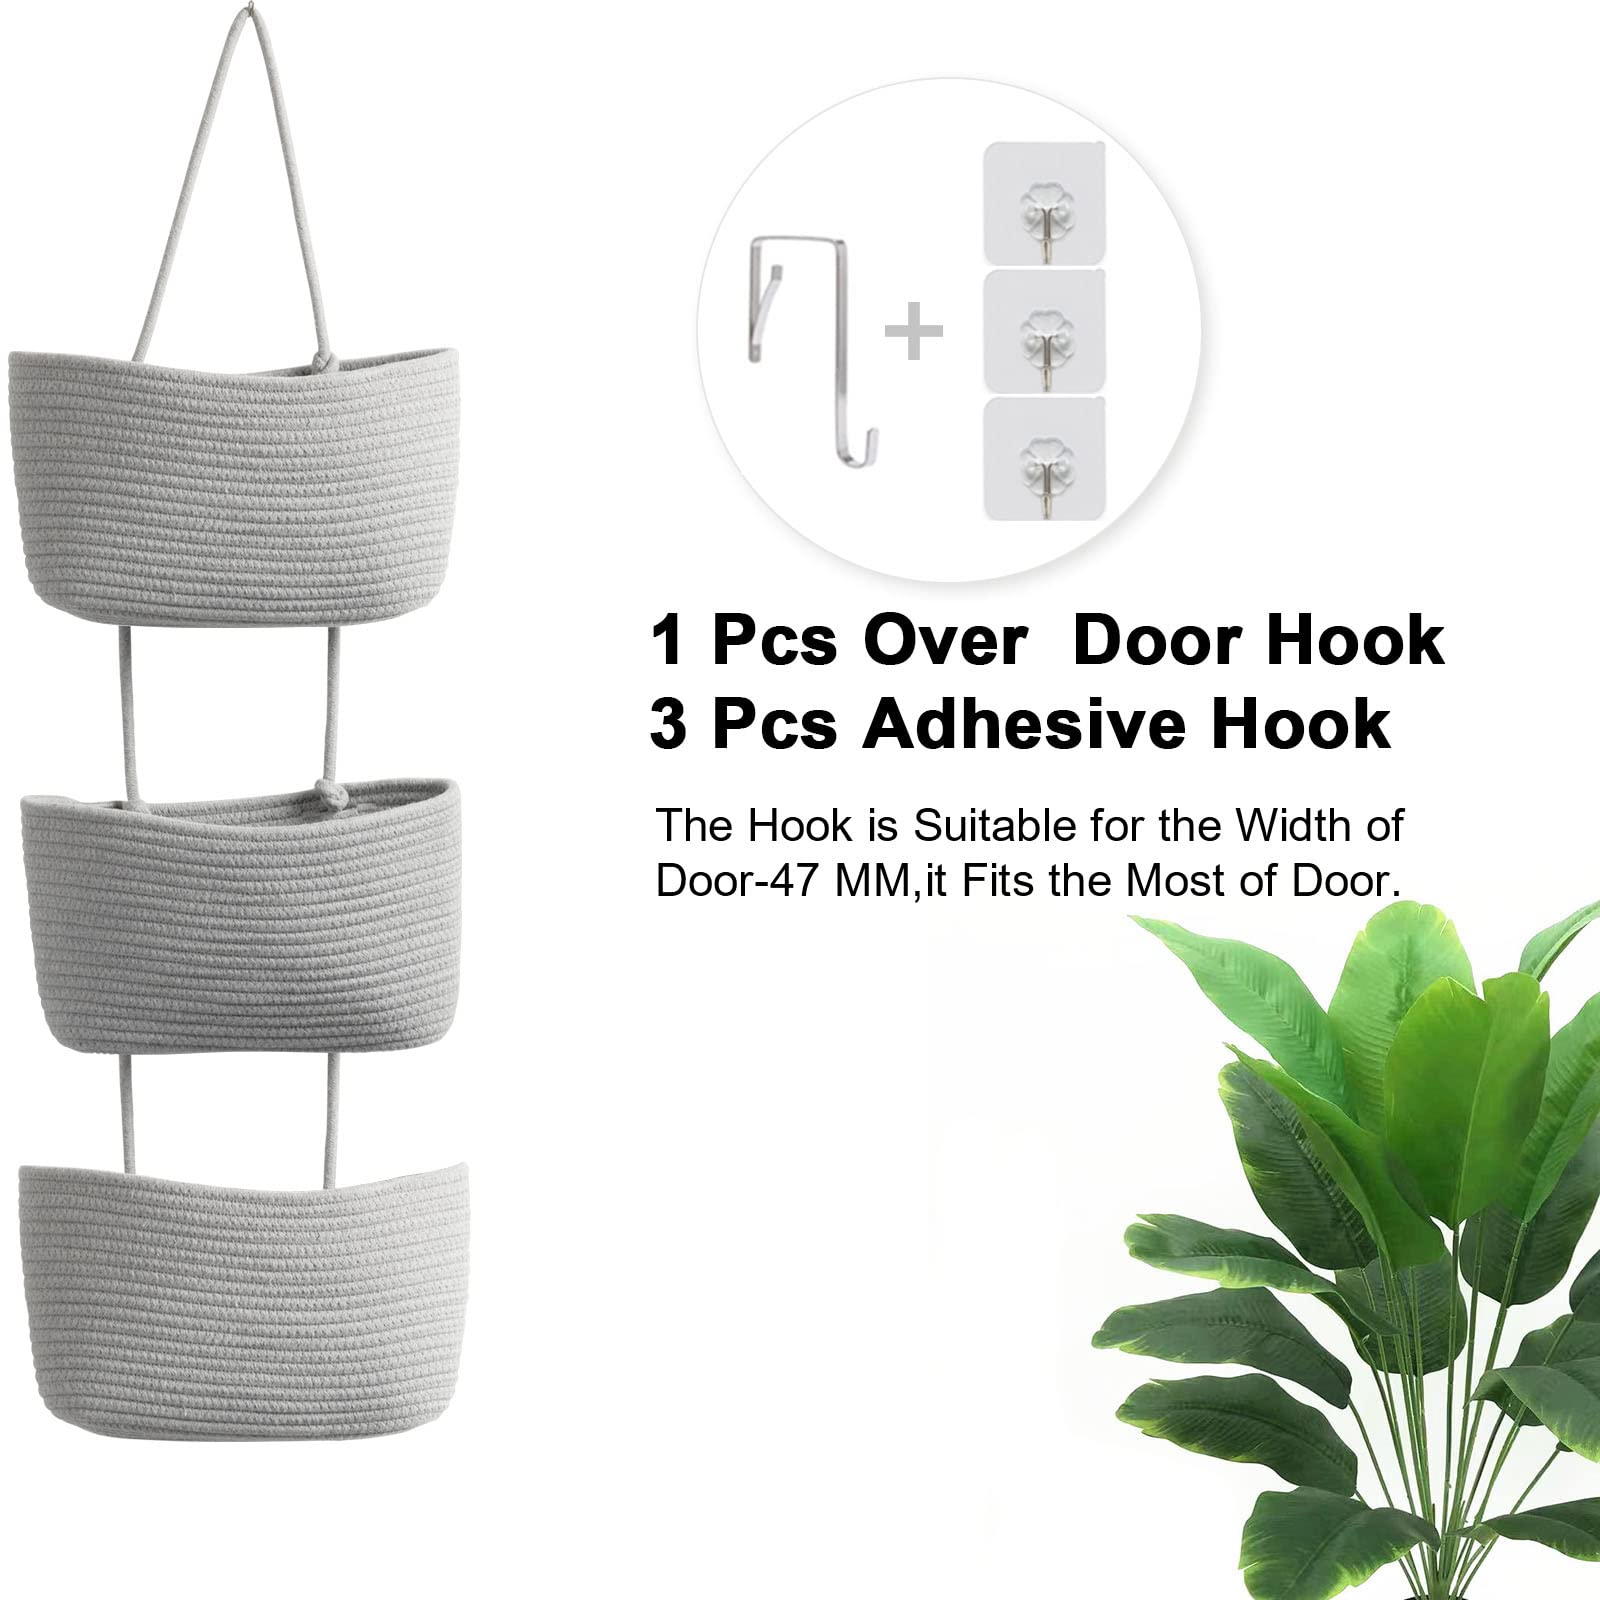 1 Pcs Over Door Hook
3 Pcs Adhesive Hook
The Hook is Suitable for the Width of
Door-47 MM,it Fits the Most of Door.